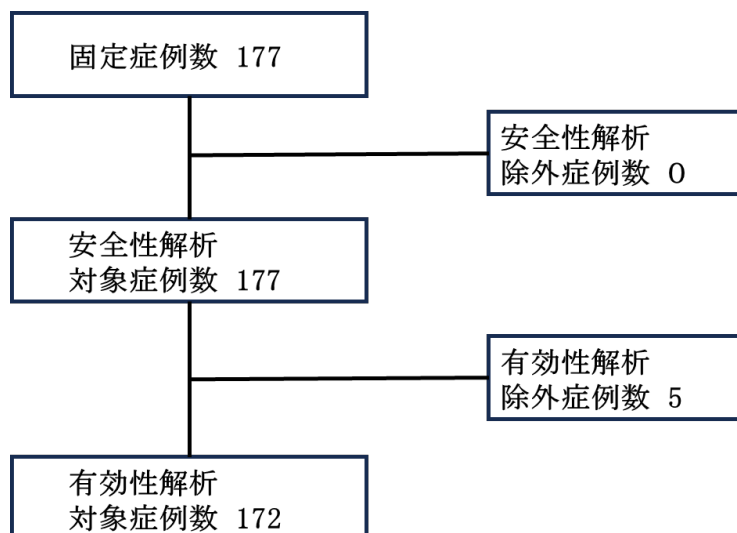 固定症例数 177
安全性解析
除外症例数 0
安全性解析
対象症例数 177
有効性解析
除外症例数 5
有効性解析
対象症例数 172